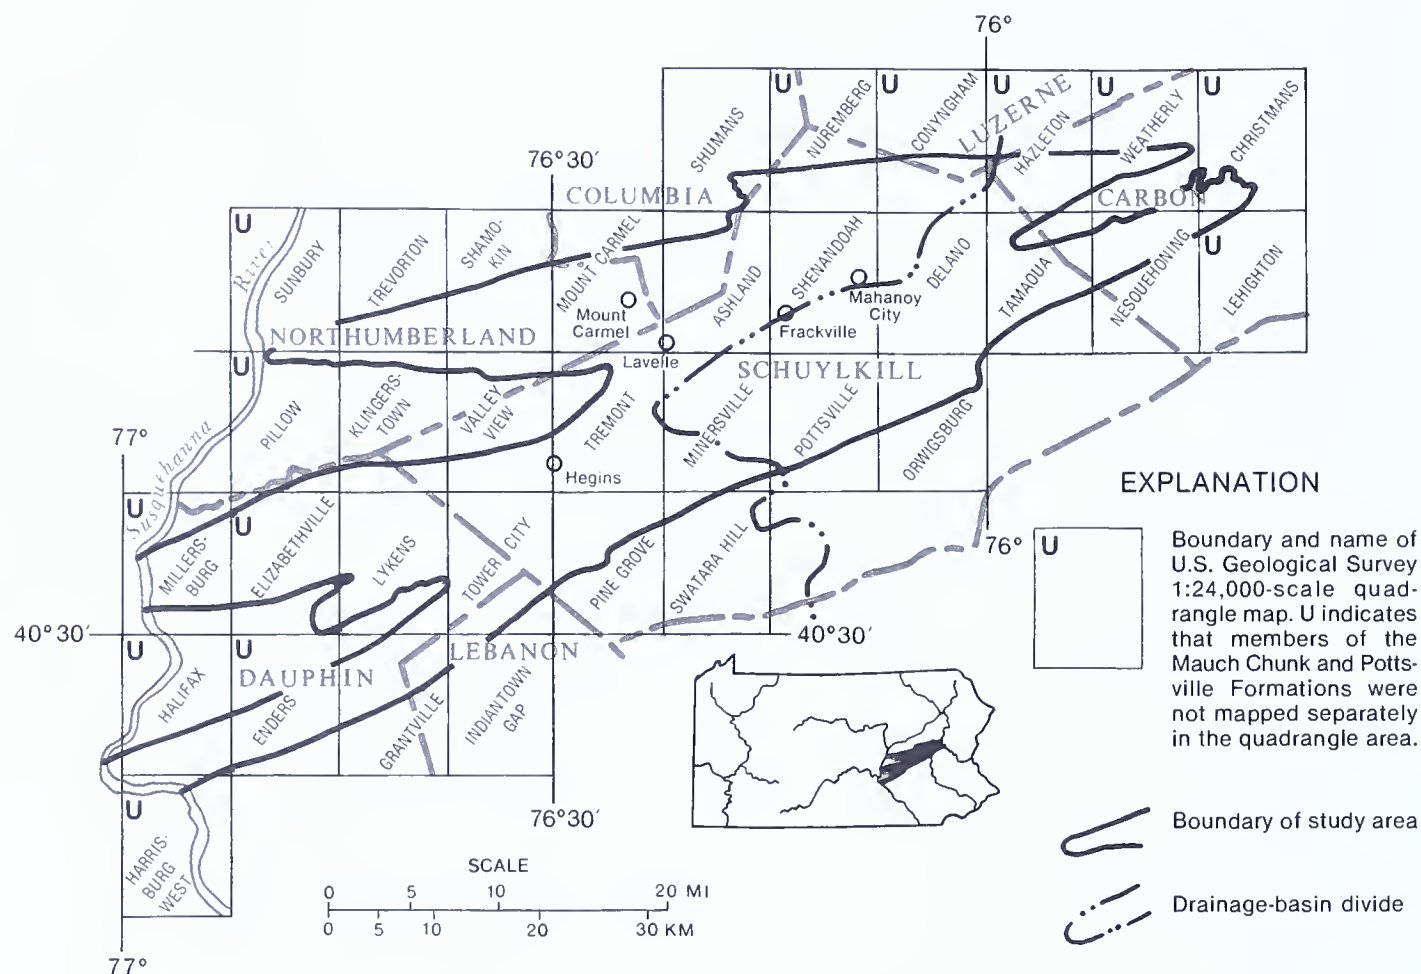 76°
U
U
U
U
U
SHUMANS
NUREMBERG
CONYNGHAM
LUZERNE
HAZLETON
WEATHERLY
CHRISTMANS
76°30′
COLUMBIA
CARBON
U
River
SUNBURY
TREVORTON
SHAMO-
KIN
MOUNT CARMEL
ASHLAND
SHENANDOAH
DELANO
TAMAQUA
NESQUEHONING
U
LEHIGHTON
Mount
Carmel
Mahanoy
City
Frackville
NORTHUMBERLAND
Lavelle
SCHUYLKILL
U
PILLOW
KLINGERS-
TOWN
VALLEY
VIEW
TREMONT
MINERSVILLE
POTTSVILLE
ORWIGSBURG
77°
Susquehanna
Hegins
U
U
MILLERS-
BURG
ELIZABETHVILLE
LYKENS
TOWER CITY
PINE GROVE
SWATARA HILL
76°
40°30′
40°30′
U
U
DAUPHIN
LEBANON
HALIFAX
ENDERS
GRANTVILLE
INDIANTOWN
GAP
U
HARRIS-
BURG
WEST
76°30′
77°
SCALE
0 5 10 20 MI
0 5 10 20 30 KM
EXPLANATION
U
Boundary and name of
U.S. Geological Survey
1:24,000-scale quad-
rangle map. U indicates
that members of the
Mauch Chunk and Potts-
ville Formations were
not mapped separately
in the quadrangle area.
Boundary of study area
Drainage-basin divide